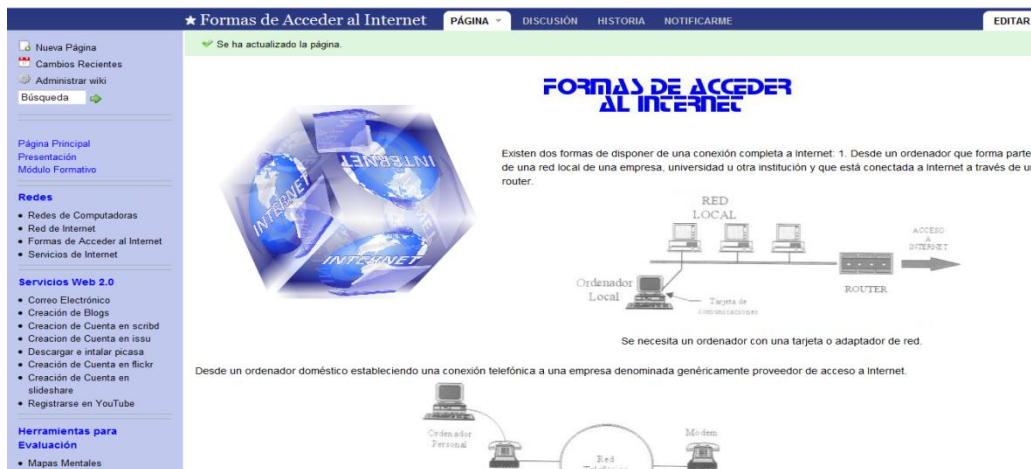 ★ Formas de Acceder al Internet PÁGINA DISCUSIÓN HISTORIA NOTIFICARME EDITAR
Se ha actualizado la página.
Nueva Página
Cambios Recientes
Administrar wiki
Búsqueda
Página Principal
Presentación
Módulo Formativo
Redes
• Redes de Computadoras
• Red de Internet
• Formas de Acceder al Internet
• Servicios de Internet
Servicios Web 2.0
• Correo Electrónico
• Creación de Blogs
• Creacion de Cuenta en scribd
• Creacion de Cuenta en issu
• Descargar e intalar picasa
• Creación de Cuenta en flickr
• Creación de Cuenta en
slideshare
• Registrarse en YouTube
Herramientas para
Evaluación
• Mapas Mentales
FORMAS DE ACCEDER
AL INTERNET
INTERNET
INTERNET
INTERNET
Existen dos formas de disponer de una conexión completa a Internet: 1. Desde un ordenador que forma parte
de una red local de una empresa, universidad u otra institución y que está conectada a Internet a través de un
router.
RED
LOCAL
ACCESO
A
INTERNET
ROUTER
Ordenador
Local
Tarjeta de
comunicaciones
Se necesita un ordenador con una tarjeta o adaptador de red.
Desde un ordenador doméstico estableciendo una conexión telefónica a una empresa denominada genéricamente proveedor de acceso a Internet.
Ordenador
Personal
Red
Telefónica
Modem